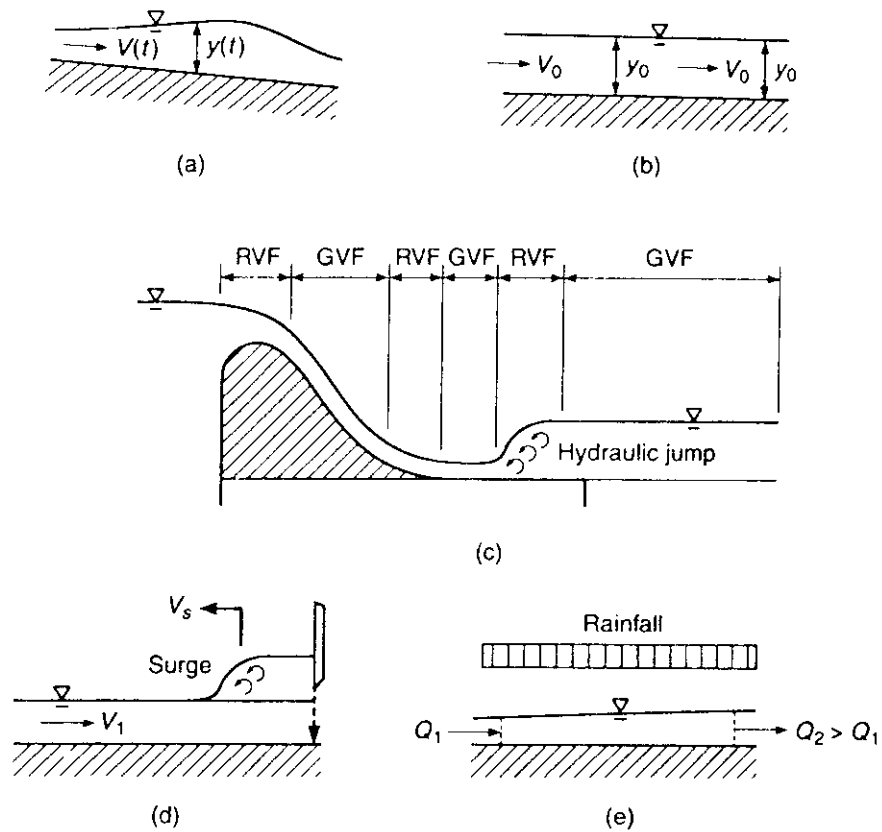 V(t) y(t)
V₀ y₀ V₀ y₀
(a)
(b)
RVF GVF RVF GVF RVF GVF
Hydraulic jump
(c)
Vₛ
Surge
V₁
(d)
Rainfall
Q₁ Q₂ > Q₁
(e)